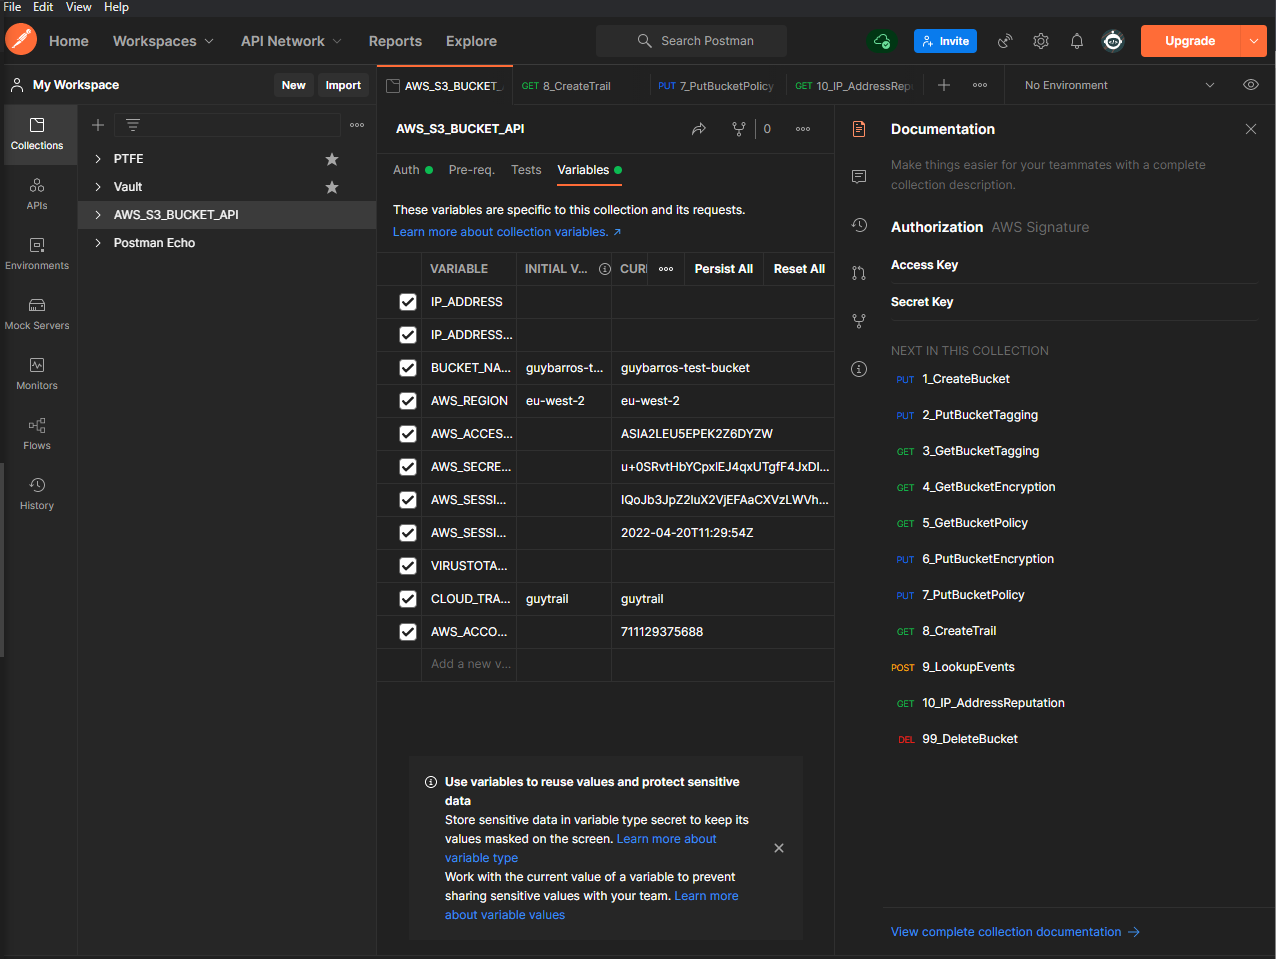 File Edit View Help
Home Workspaces API Network Reports Explore Search Postman Invite Upgrade
My Workspace New Import
AWS_S3_BUCKET_ GET 8_CreateTrail PUT 7_PutBucketPolicy GET 10_IP_AddressRep No Environment
Collections
APIs
Environments
Mock Servers
Monitors
Flows
History
PTFE
Vault
AWS_S3_BUCKET_API
Postman Echo
AWS_S3_BUCKET_API 0
Auth Pre-req. Tests Variables
These variables are specific to this collection and its requests.
Learn more about collection variables. ↗
VARIABLE INITIAL V... CURI Persist All Reset All
IP_ADDRESS
IP_ADDRESS...
BUCKET_NA... guybarros-t... guybarros-test-bucket
AWS_REGION eu-west-2 eu-west-2
AWS_ACCES... ASIA2LEU5EPEK2Z6DYZW
AWS_SECRE... u+0SRvtHbYCpxlEJ4qxUTgfF4JxDI...
AWS_SESSI... IQoJb3JpZ2luX2VjEFAaCXVzLWVh...
AWS_SESSI... 2022-04-20T11:29:54Z
VIRUSTOTA...
CLOUD_TRA... guytrail guytrail
AWS_ACCO... 711129375688
Add a new v...
Use variables to reuse values and protect sensitive
data
Store sensitive data in variable type secret to keep its
values masked on the screen. Learn more about
variable type
Work with the current value of a variable to prevent
sharing sensitive values with your team. Learn more
about variable values
Documentation
Make things easier for your teammates with a complete
collection description.
Authorization AWS Signature
Access Key
Secret Key
NEXT IN THIS COLLECTION
PUT 1_CreateBucket
PUT 2_PutBucketTagging
GET 3_GetBucketTagging
GET 4_GetBucketEncryption
GET 5_GetBucketPolicy
PUT 6_PutBucketEncryption
PUT 7_PutBucketPolicy
GET 8_CreateTrail
POST 9_LookupEvents
GET 10_IP_AddressReputation
DEL 99_DeleteBucket
View complete collection documentation →